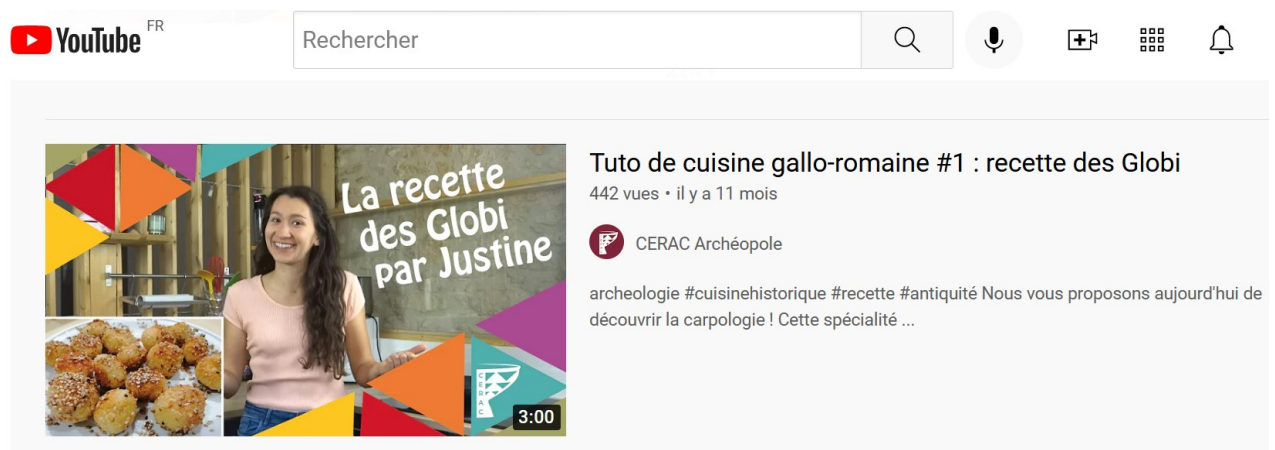 YouTube FR
Rechercher
Tuto de cuisine gallo-romaine #1 : recette des Globi
442 vues • il y a 11 mois
CERAC Archéopole
archeologie #cuisinehistorique #recette #antiquité Nous vous proposons aujourd'hui de
découvrir la carpologie ! Cette spécialité ...
La recette
des Globi
par Justine
CERAC
3:00